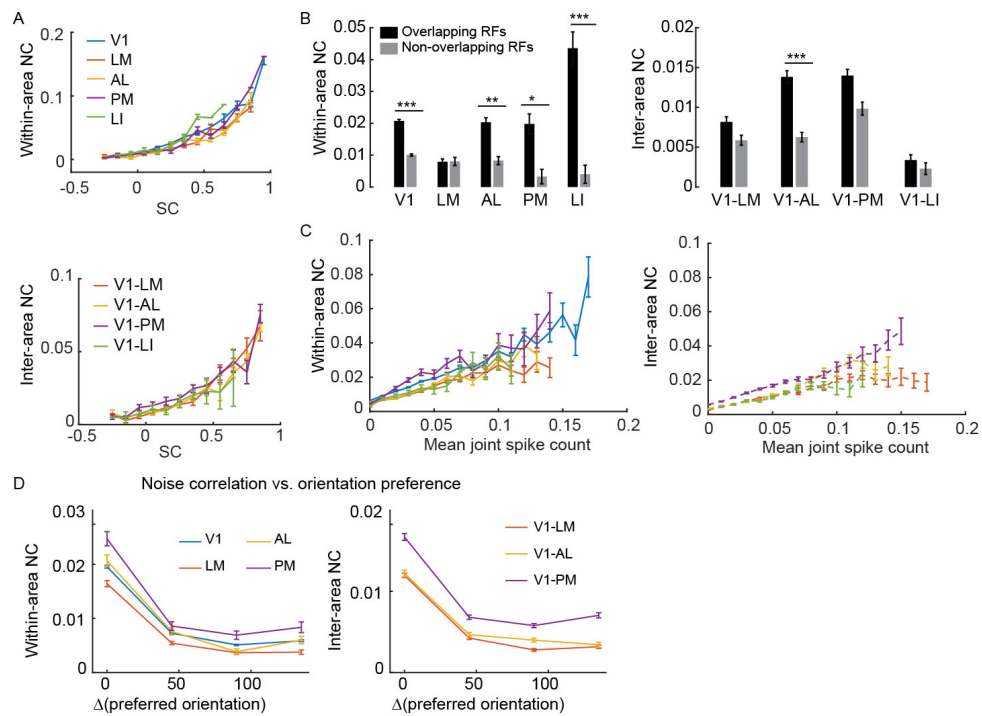 A
Within-area NC
0.2
0.1
0
-0.5
0
0.5
1
SC
V1
LM
AL
PM
LI
Inter-area NC
0.1
0.05
0
-0.5
0
0.5
1
SC
V1-LM
V1-AL
V1-PM
V1-LI
B
Within-area NC
0.05
0.04
0.03
0.02
0.01
0
Overlapping RFs
Non-overlapping RFs
***
**
*
***
V1 LM AL PM LI
Inter-area NC
0.015
0.01
0.005
0
***
V1-LM V1-AL V1-PM V1-LI
C
Within-area NC
0.1
0.08
0.06
0.04
0.02
0
0 0.05 0.1 0.15 0.2
Mean joint spike count
Inter-area NC
0.1
0.08
0.06
0.04
0.02
0
0 0.05 0.1 0.15 0.2
Mean joint spike count
D
Noise correlation vs. orientation preference
Within-area NC
0.03
0.02
0.01
0
0 50 100
Δ(preferred orientation)
V1 AL
LM PM
Inter-area NC
0.02
0.01
0
0 50 100
Δ(preferred orientation)
V1-LM
V1-AL
V1-PM